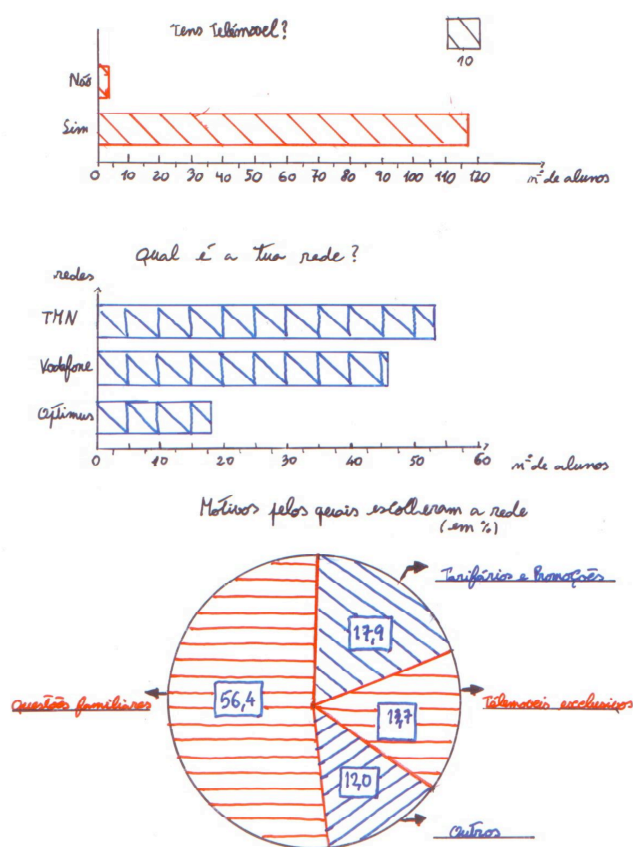 Tens Telémovel?
10
Não
Sim
0 10 20 30 40 50 60 70 80 90 100 110 120
nº de alunos
Qual é a tua rede?
redes
TMN
Vodafone
Optimus
0 10 20 30 40 50 60
nº de alunos
Motivos pelos quais escolheram a rede
(em %)
Tarifários e Promoções
17,9
Questões familiares
56,4
Télemoveis exclusivos
13,7
12,0
Outros